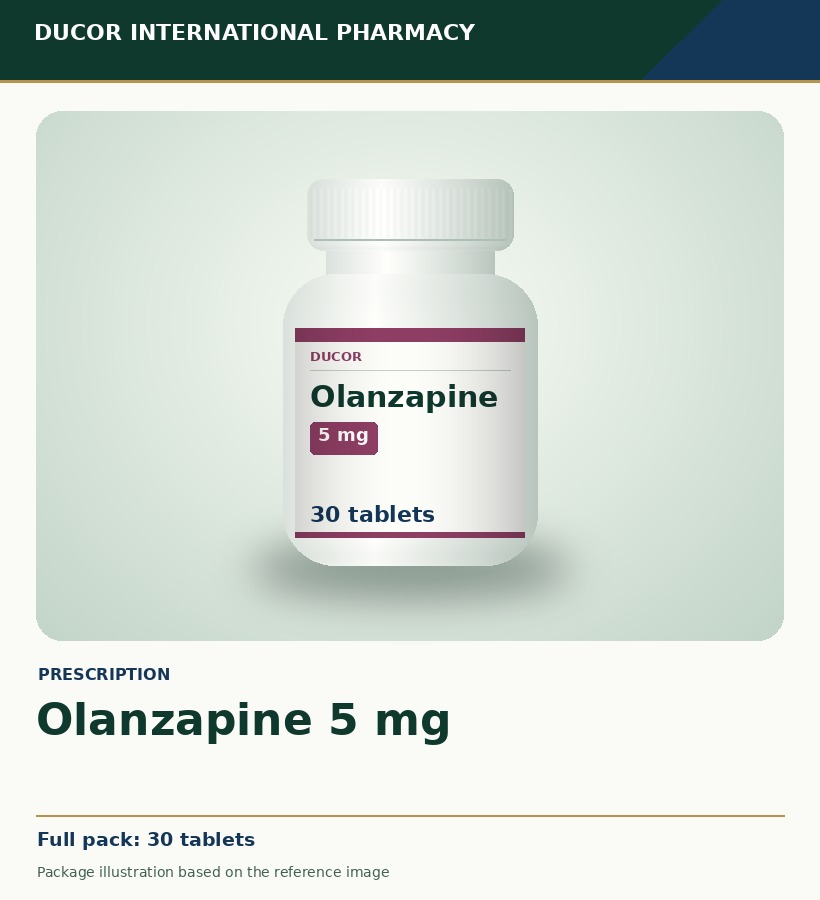 DUCOR INTERNATIONAL PHARMACY
DUCOR
Olanzapine
5 mg
30 tablets
PRESCRIPTION
Olanzapine 5 mg
Full pack: 30 tablets
Package illustration based on the reference image